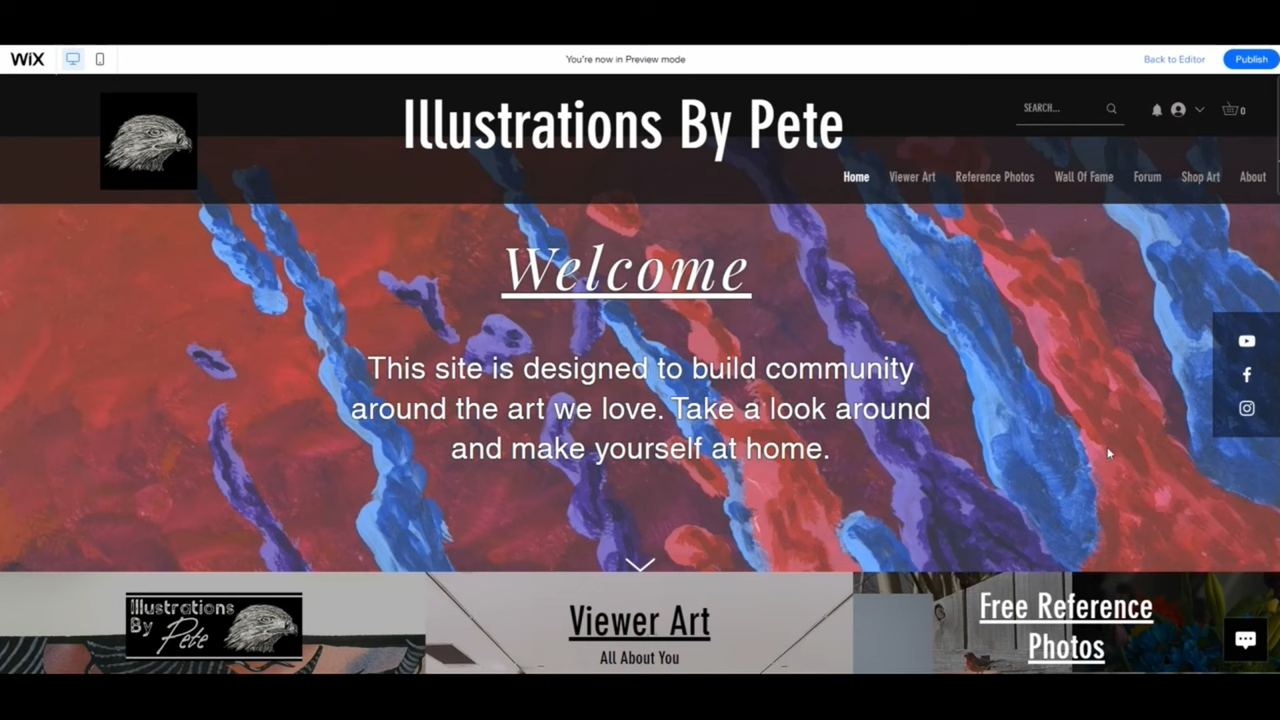 WIX
You're now in Preview mode
Back to Editor
Publish
Illustrations By Pete
SEARCH...
0
Home
Viewer Art
Reference Photos
Wall Of Fame
Forum
Shop Art
About
Welcome
This site is designed to build community
around the art we love. Take a look around
and make yourself at home.
Illustrations
By Pete
Viewer Art
All About You
Free Reference
Photos